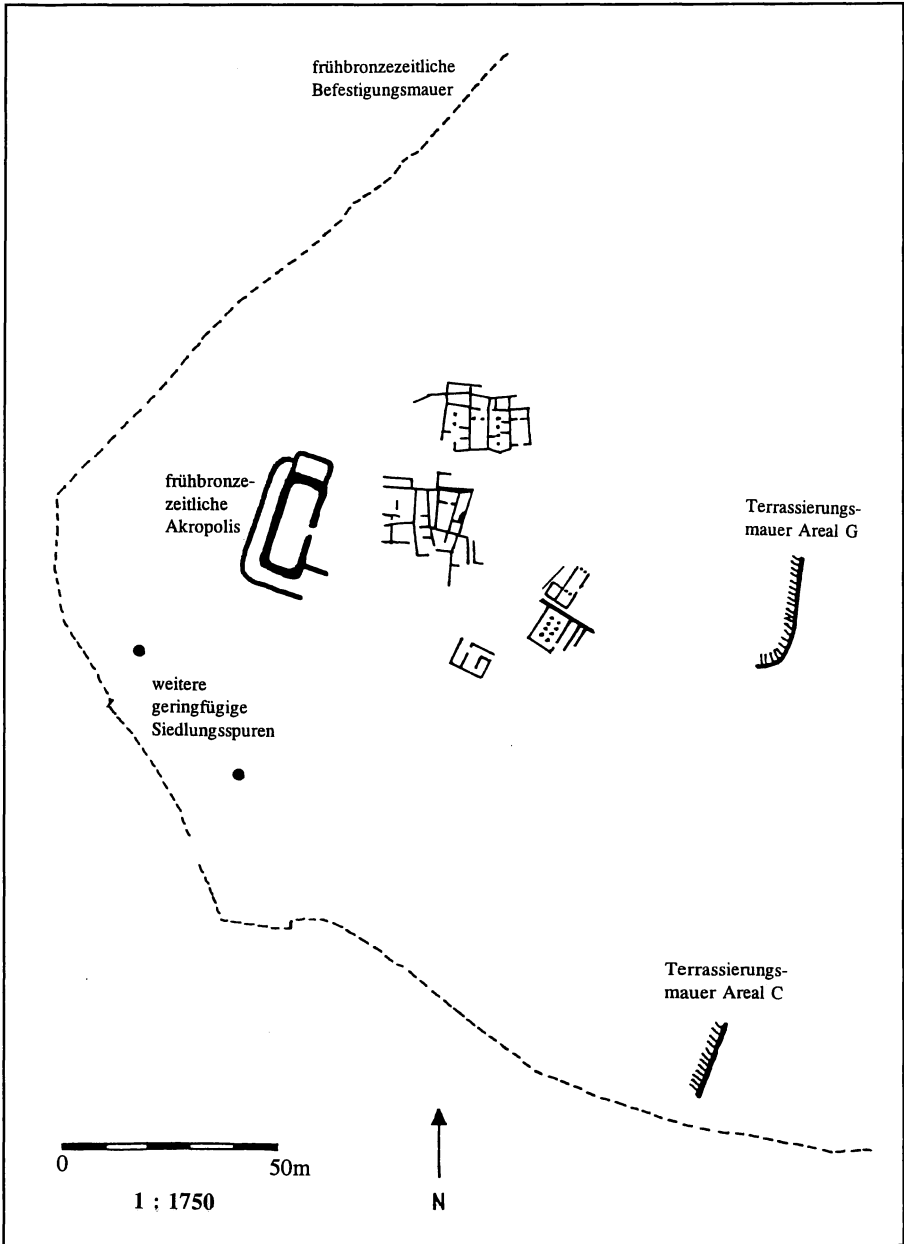 frühbronzezeitliche
Befestigungsmauer
frühbronze-
zeitliche
Akropolis
Terrassierungs-
mauer Areal G
weitere
geringfügige
Siedlungsspuren
Terrassierungs-
mauer Areal C
0 50m
1 : 1750
N